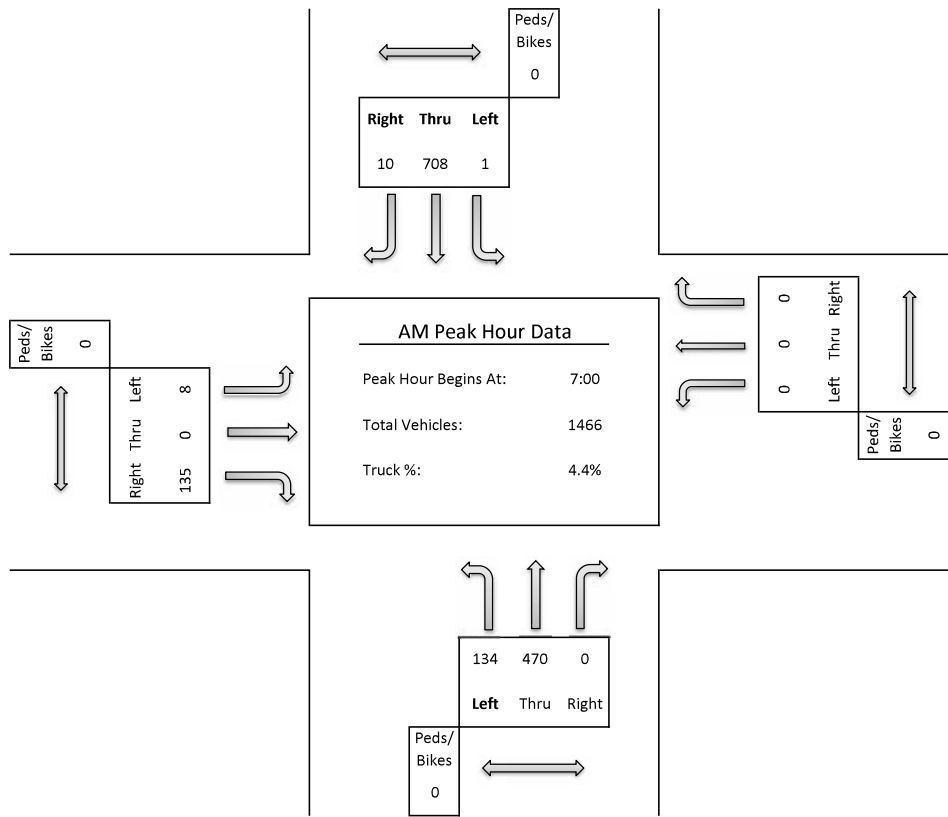 Peds/
Bikes
0
Right Thru Left
10 708 1
Peds/
Bikes
0
Left
8
Thru
0
Right
135
AM Peak Hour Data
Peak Hour Begins At: 7:00
Total Vehicles: 1466
Truck %: 4.4%
0
Right
0
Thru
0
Left
Peds/
Bikes
0
134 470 0
Left Thru Right
Peds/
Bikes
0